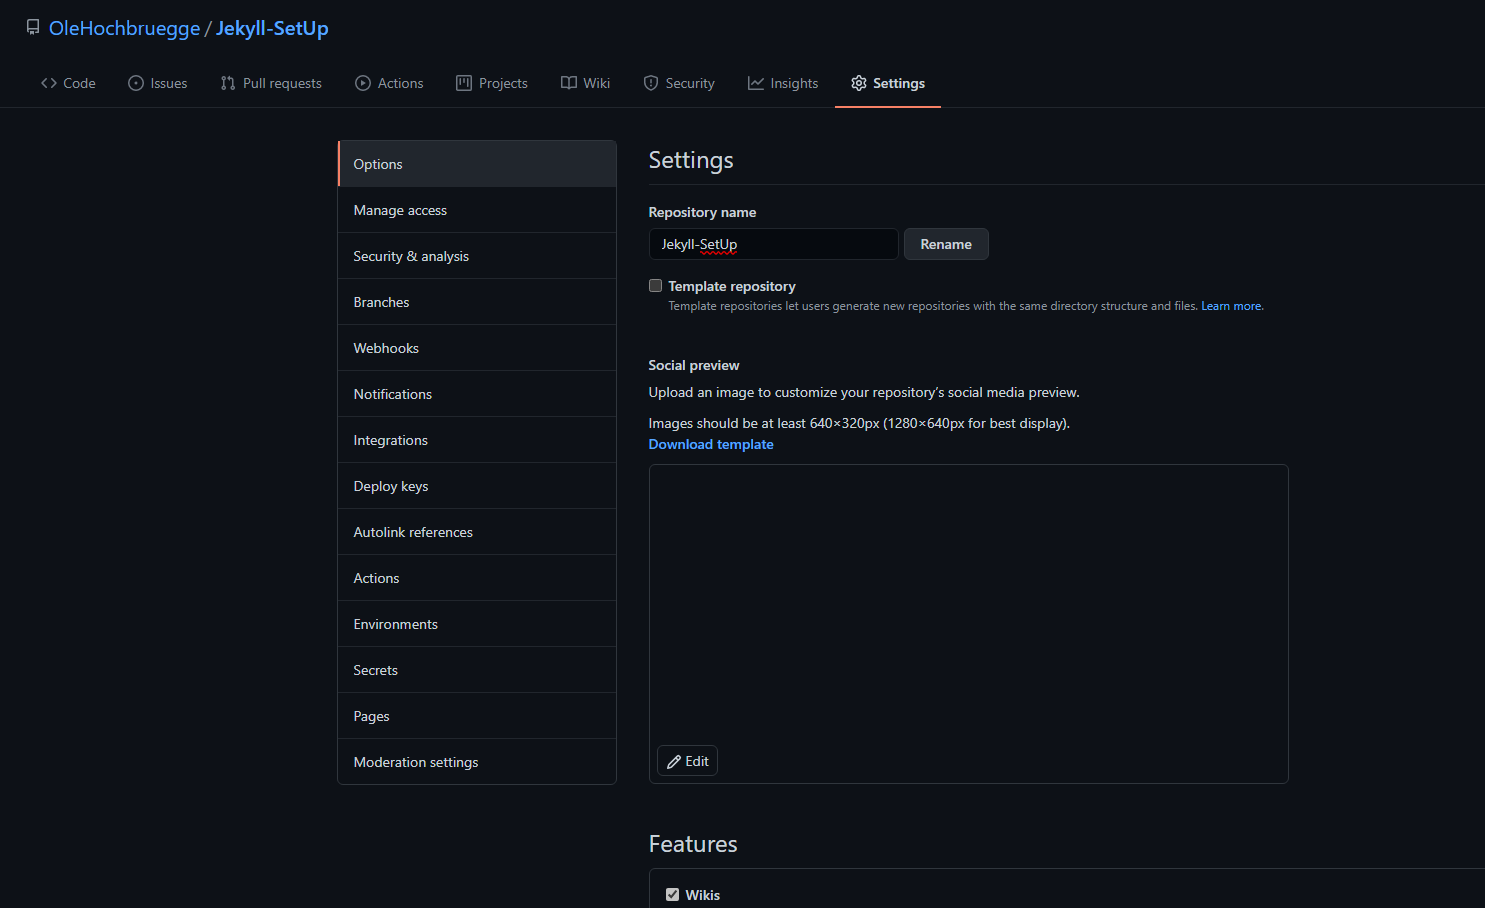 OleHochbruegge / Jekyll-SetUp
Code Issues Pull requests Actions Projects Wiki Security Insights Settings
Options
Manage access
Security & analysis
Branches
Webhooks
Notifications
Integrations
Deploy keys
Autolink references
Actions
Environments
Secrets
Pages
Moderation settings
Settings
Repository name
Jekyll-SetUp Rename
Template repository
Template repositories let users generate new repositories with the same directory structure and files. Learn more.
Social preview
Upload an image to customize your repository's social media preview.
Images should be at least 640×320px (1280×640px for best display).
Download template
Edit
Features
Wikis